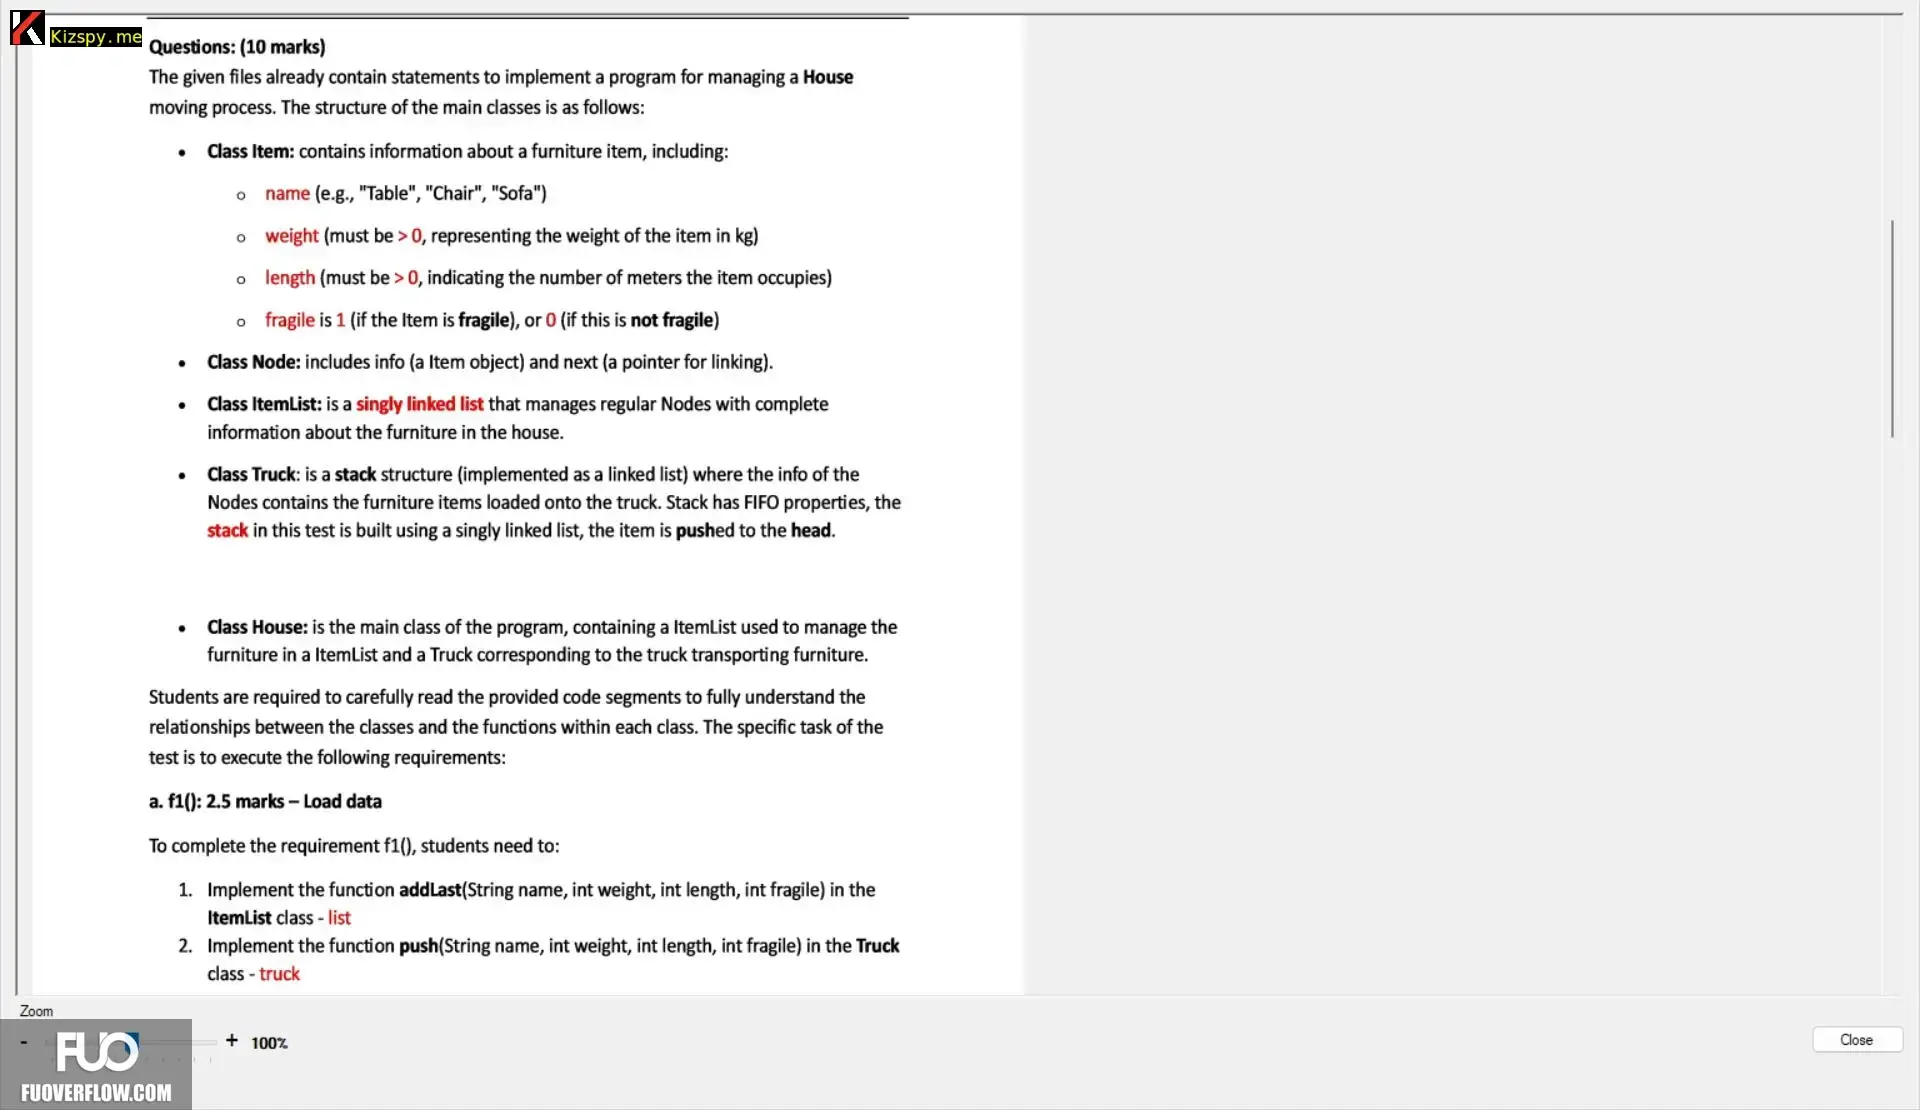 Kizspy.me
Questions: (10 marks)
The given files already contain statements to implement a program for managing a House
moving process. The structure of the main classes is as follows:
• Class Item: contains information about a furniture item, including:
o name (e.g., "Table", "Chair", "Sofa")
o weight (must be > 0, representing the weight of the item in kg)
o length (must be > 0, indicating the number of meters the item occupies)
o fragile is 1 (if the Item is fragile), or 0 (if this is not fragile)
• Class Node: includes info (a Item object) and next (a pointer for linking).
• Class ItemList: is a singly linked list that manages regular Nodes with complete
information about the furniture in the house.
• Class Truck: is a stack structure (implemented as a linked list) where the info of the
Nodes contains the furniture items loaded onto the truck. Stack has FIFO properties, the
stack in this test is built using a singly linked list, the item is pushed to the head.
• Class House: is the main class of the program, containing a ItemList used to manage the
furniture in a ItemList and a Truck corresponding to the truck transporting furniture.
Students are required to carefully read the provided code segments to fully understand the
relationships between the classes and the functions within each class. The specific task of the
test is to execute the following requirements:
a. f1(): 2.5 marks – Load data
To complete the requirement f1(), students need to:
1. Implement the function addLast(String name, int weight, int length, int fragile) in the
ItemList class - list
2. Implement the function push(String name, int weight, int length, int fragile) in the Truck
class - truck
Zoom
- + 100%
Close
FUO
FUOVERFLOW.COM